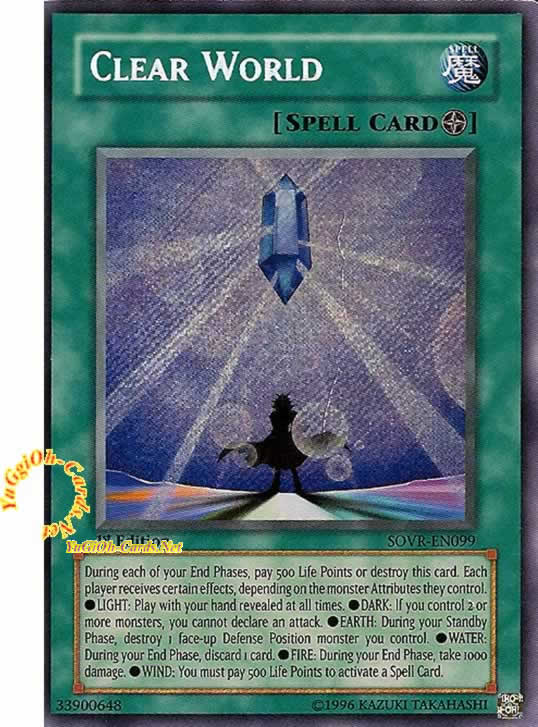 CLEAR WORLD
SPELL
魔
[SPELL CARD]
YuGiOh-Cards.Net
1st Edition
SOVR-EN099
YuGiOh-Cards.Net
During each of your End Phases, pay 500 Life Points or destroy this card. Each
player receives certain effects, depending on the monster Attributes they control.
●LIGHT: Play with your hand revealed at all times. ●DARK: If you control 2 or
more monsters, you cannot declare an attack. ●EARTH: During your Standby
Phase, destroy 1 face-up Defense Position monster you control. ●WATER:
During your End Phase, discard 1 card. ●FIRE: During your End Phase, take 1000
damage. ●WIND: You must pay 500 Life Points to activate a Spell Card.
33900648
©1996 KAZUKI TAKAHASHI